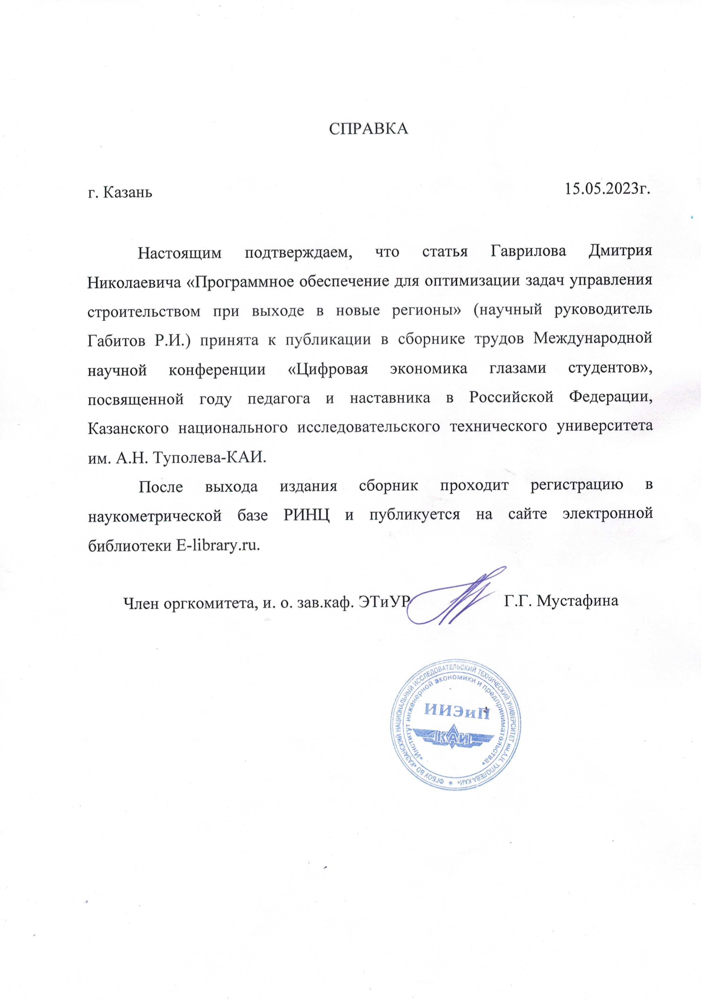 СПРАВКА
г. Казань 15.05.2023г.
Настоящим подтверждаем, что статья Гаврилова Дмитрия
Николаевича «Программное обеспечение для оптимизации задач управления
строительством при выходе в новые регионы» (научный руководитель
Габитов Р.И.) принята к публикации в сборнике трудов Международной
научной конференции «Цифровая экономика глазами студентов»,
посвященной году педагога и наставника в Российской Федерации,
Казанского национального исследовательского технического университета
им. А.Н. Туполева-КАИ.
После выхода издания сборник проходит регистрацию в
наукометрической базе РИНЦ и публикуется на сайте электронной
библиотеки E-library.ru.
Член оргкомитета, и. о. зав.каф. ЭТиУР Г.Г. Мустафина
ФГБОУ ВО «КАЗАНСКИЙ НАЦИОНАЛЬНЫЙ ИССЛЕДОВАТЕЛЬСКИЙ ТЕХНИЧЕСКИЙ УНИВЕРСИТЕТ им.А.Н. ТУПОЛЕВА-КАИ» *
«Институт инженерной экономики и предпринимательства»
ИИЭиП
КАИ